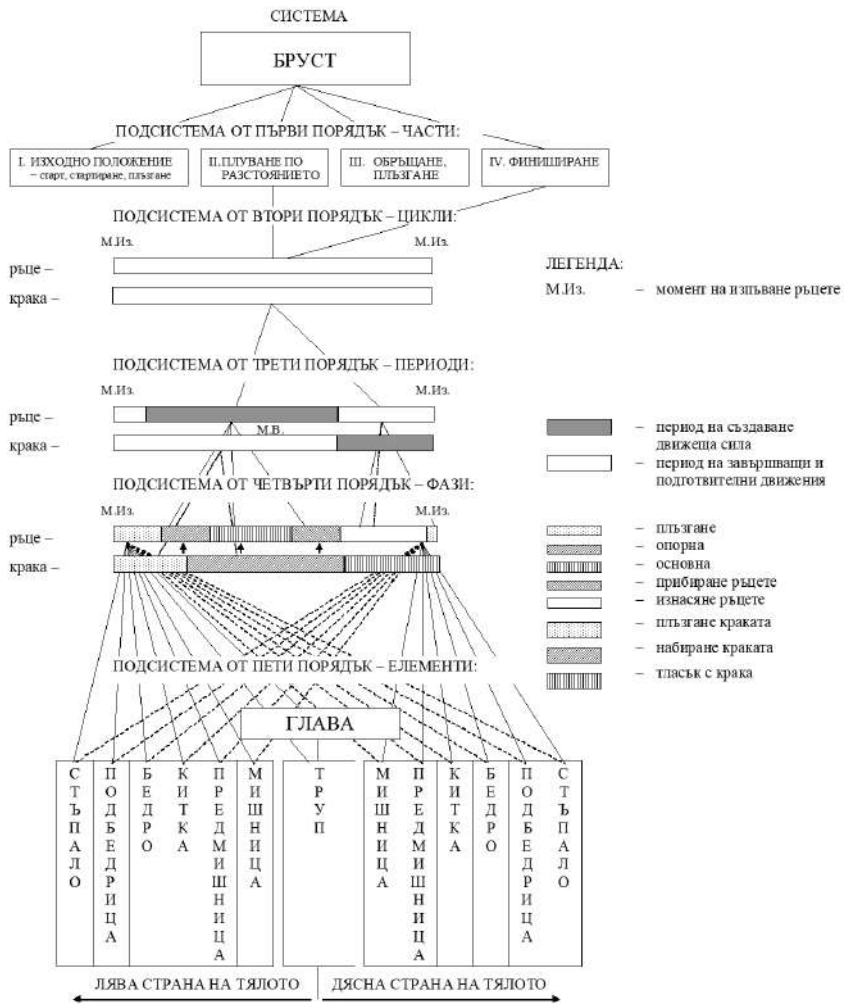 СИСТЕМА
БРУСТ
ПОДСИСТЕМА ОТ ПЪРВИ ПОРЯДЪК – ЧАСТИ:
I. ИЗХОДНО ПОЛОЖЕНИЕ
– старт, стартиране, плъзгане
II. ПЛУВАНЕ ПО
РАЗСТОЯНИЕТО
III. ОБРЪЩАНЕ,
ПЛЪЗГАНЕ
IV. ФИНИШИРАНЕ
ПОДСИСТЕМА ОТ ВТОРИ ПОРЯДЪК – ЦИКЛИ:
М.Из. М.Из.
ръце –
крака –
ЛЕГЕНДА:
М.Из. – момент на изпъване ръцете
ПОДСИСТЕМА ОТ ТРЕТИ ПОРЯДЪК – ПЕРИОДИ:
М.Из. М.Из.
ръце –
М.В.
крака –
– период на създаване
движеща сила
– период на завършващи и
подготвителни движения
ПОДСИСТЕМА ОТ ЧЕТВЪРТИ ПОРЯДЪК – ФАЗИ:
М.Из. М.Из.
ръце –
крака –
– плъзгане
– опорна
– основна
– прибиране ръцете
– изнасяне ръцете
– плъзгане краката
– набиране краката
– тласък с крака
ПОДСИСТЕМА ОТ ПЕТИ ПОРЯДЪК – ЕЛЕМЕНТИ:
ГЛАВА
СТЪПАЛО
ПОДБЕДРИЦА
БЕДРО
КИТКА
ПРЕДМИШНИЦА
МИШНИЦА
ТРУП
МИШНИЦА
ПРЕДМИШНИЦА
КИТКА
БЕДРО
ПОДБЕДРИЦА
СТЪПАЛО
ЛЯВА СТРАНА НА ТЯЛОТО
ДЯСНА СТРАНА НА ТЯЛОТО